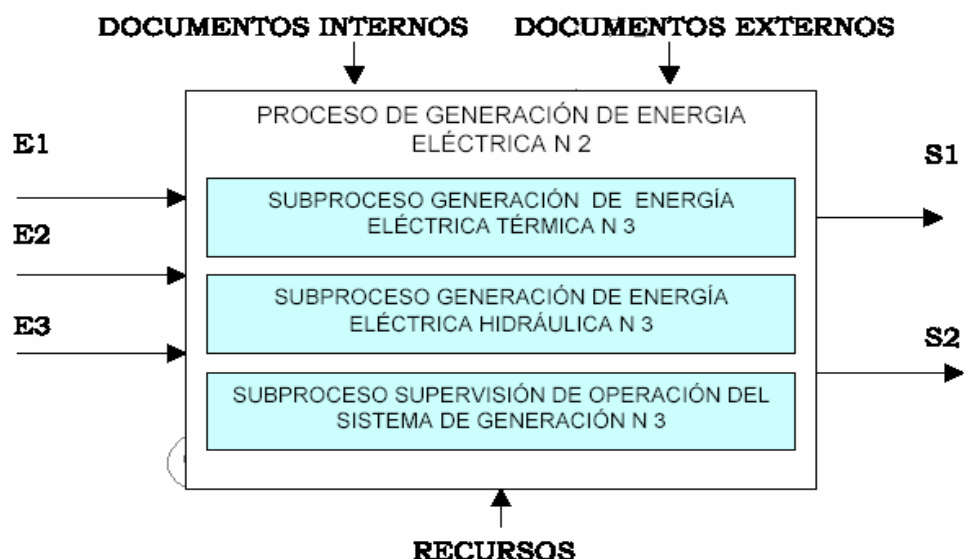 DOCUMENTOS INTERNOS DOCUMENTOS EXTERNOS
PROCESO DE GENERACIÓN DE ENERGIA
ELÉCTRICA N 2
E1
S1
SUBPROCESO GENERACIÓN DE ENERGÍA
ELÉCTRICA TÉRMICA N 3
E2
SUBPROCESO GENERACIÓN DE ENERGÍA
ELÉCTRICA HIDRÁULICA N 3
E3
S2
SUBPROCESO SUPERVISIÓN DE OPERACIÓN DEL
SISTEMA DE GENERACIÓN N 3
RECURSOS